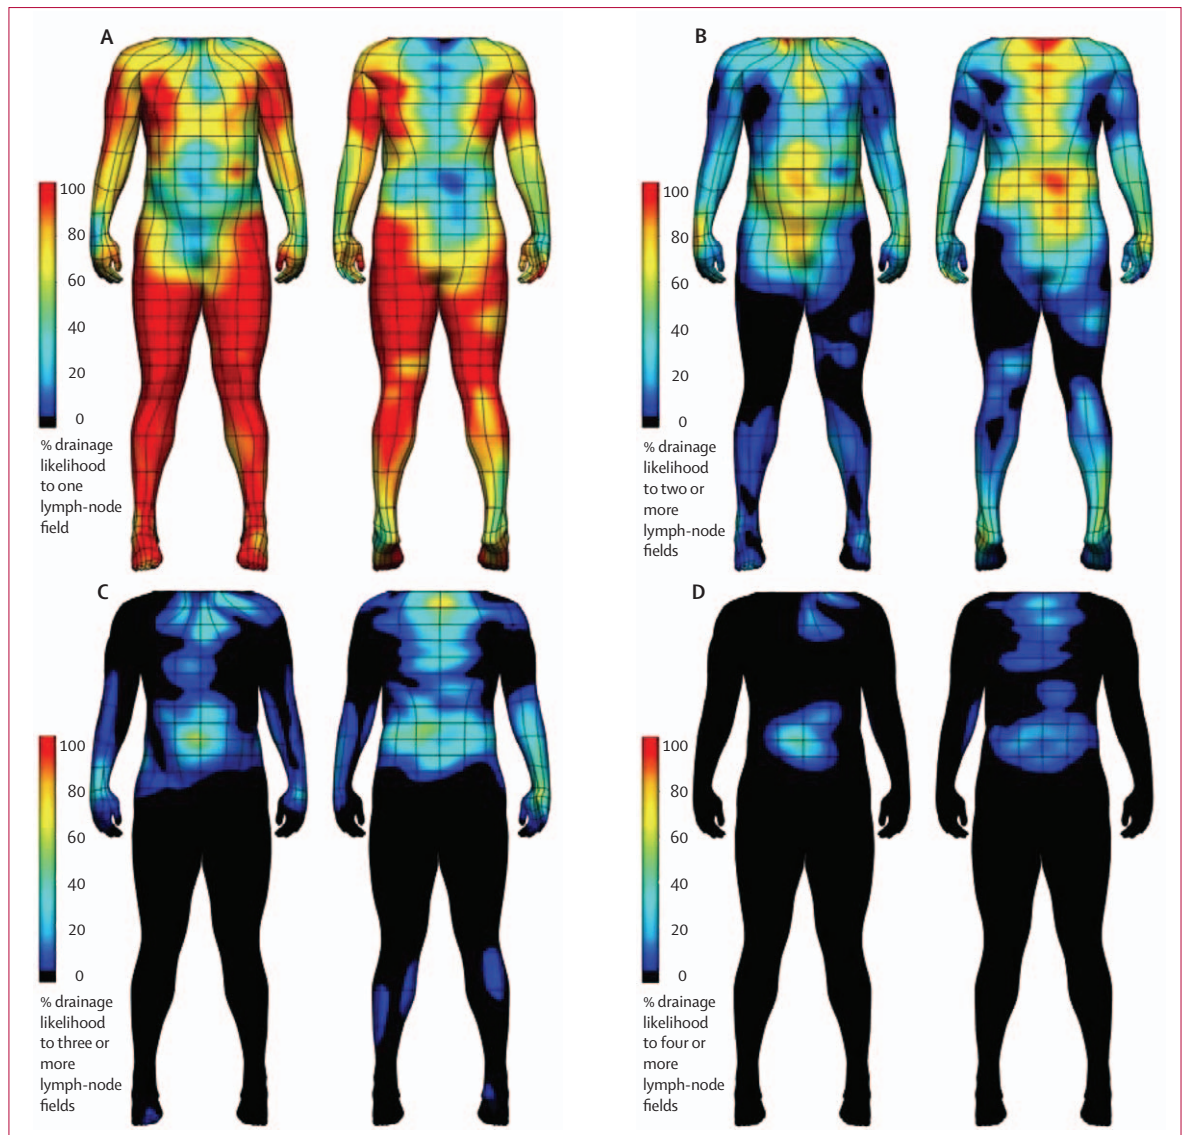 A
100
80
60
40
20
0
% drainage
likelihood
to one
lymph-node
field
B
100
80
60
40
20
0
% drainage
likelihood
to two or
more
lymph-node
fields
C
100
80
60
40
20
0
% drainage
likelihood
to three or
more
lymph-node
fields
D
100
80
60
40
20
0
% drainage
likelihood
to four or
more
lymph-node
fields